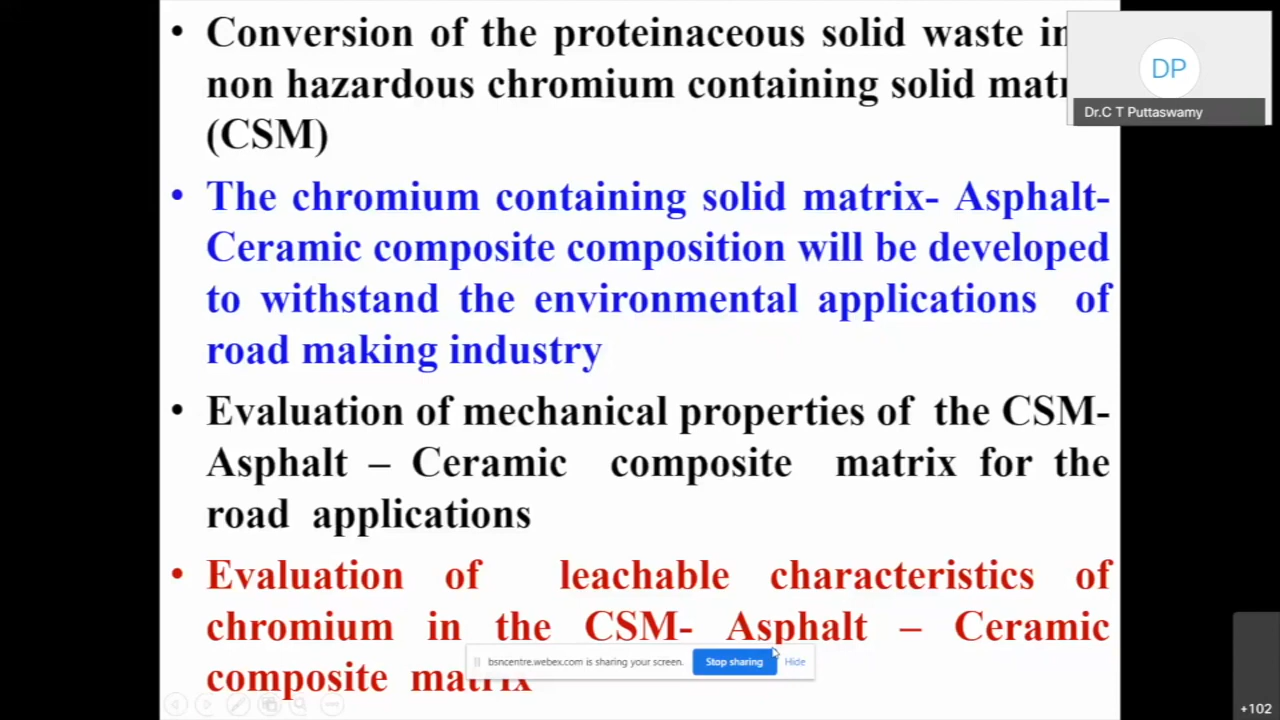 • Conversion of the proteinaceous solid waste
non hazardous chromium containing solid
(CSM)
• The chromium containing solid matrix- Asphalt-
Ceramic composite composition will be developed
to withstand the environmental applications of
road making industry
• Evaluation of mechanical properties of the CSM-
Asphalt – Ceramic composite matrix for the
road applications
• Evaluation of leachable characteristics of
chromium in the CSM- Asphalt – Ceramic
composite matrix
DP
Dr.C T Puttaswamy
bsncentre.webex.com is sharing your screen. Stop sharing Hide
+102